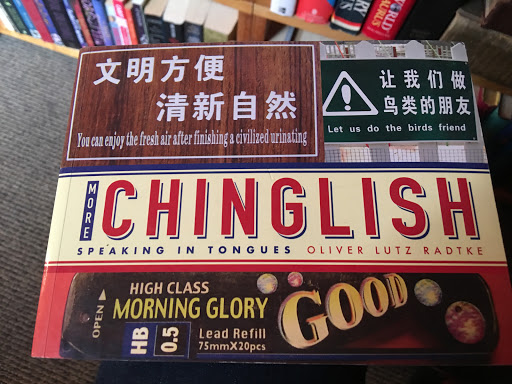 文明方便
清新自然
You can enjoy the fresh air after finishing a civilized urinating
让我们做
鸟类的朋友
Let us do the birds friend
MORE
CHINGLISH
SPEAKING IN TONGUES OLIVER LUTZ RADTKE
OPEN
HIGH CLASS
MORNING GLORY
GOOD
HB
0.5
Lead Refill
75mmX20pcs